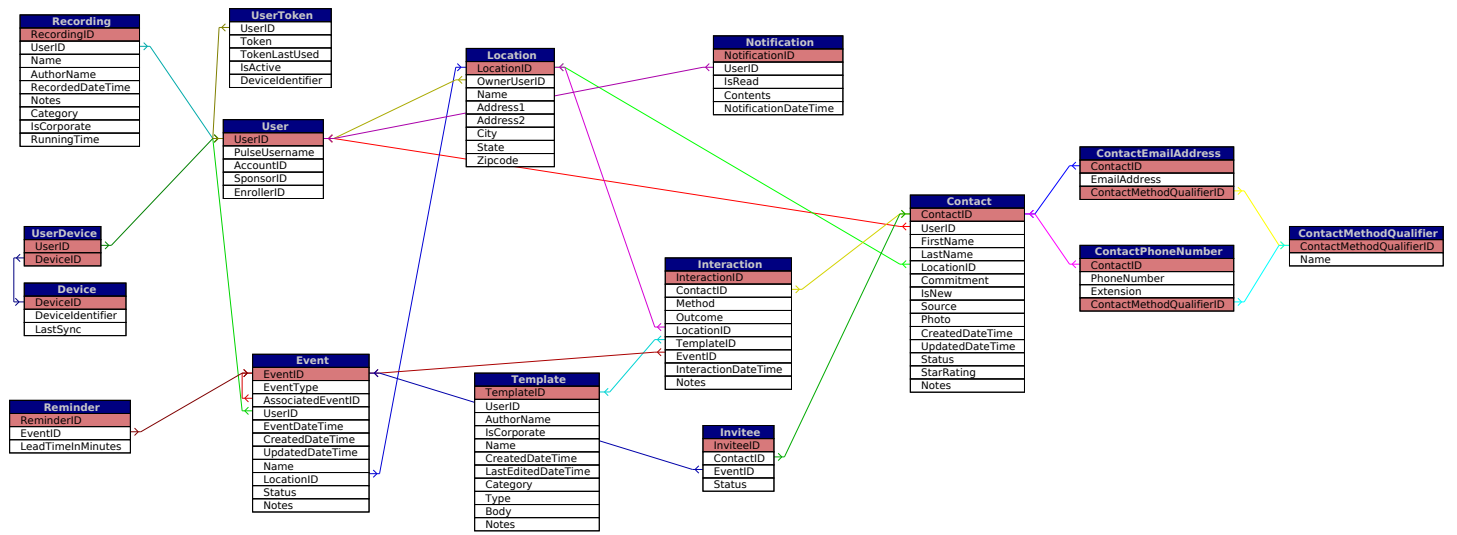 Recording
RecordingID
UserID
Name
AuthorName
RecordedDateTime
Notes
Category
IsCorporate
RunningTime
UserToken
UserID
Token
TokenLastUsed
IsActive
DeviceIdentifier
User
UserID
PulseUsername
AccountID
SponsorID
EnrollerID
Location
LocationID
OwnerUserID
Name
Address1
Address2
City
State
Zipcode
Notification
NotificationID
UserID
IsRead
Contents
NotificationDateTime
UserDevice
UserID
DeviceID
Device
DeviceID
DeviceIdentifier
LastSync
Reminder
ReminderID
EventID
LeadTimeInMinutes
Event
EventID
EventType
AssociatedEventID
UserID
EventDateTime
CreatedDateTime
UpdatedDateTime
Name
LocationID
Status
Notes
Template
TemplateID
UserID
AuthorName
IsCorporate
Name
CreatedDateTime
LastEditedDateTime
Category
Type
Body
Notes
Interaction
InteractionID
ContactID
Method
Outcome
LocationID
TemplateID
EventID
InteractionDateTime
Notes
Invitee
InviteeID
ContactID
EventID
Status
Contact
ContactID
UserID
FirstName
LastName
LocationID
Commitment
IsNew
Source
Photo
CreatedDateTime
UpdatedDateTime
Status
StarRating
Notes
ContactEmailAddress
ContactID
EmailAddress
ContactMethodQualifierID
ContactPhoneNumber
ContactID
PhoneNumber
Extension
ContactMethodQualifierID
ContactMethodQualifier
ContactMethodQualifierID
Name